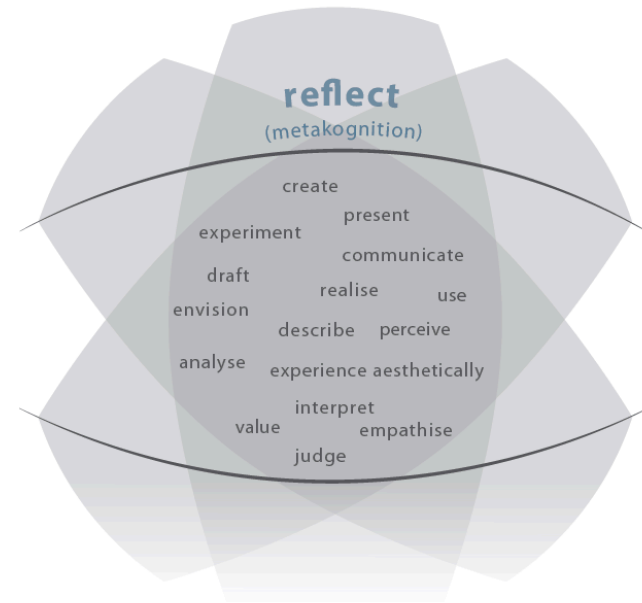 reflect
(metakognition)
create
present
experiment
communicate
draft
realise
use
envision
describe
perceive
analyse
experience aesthetically
interpret
value
empathise
judge